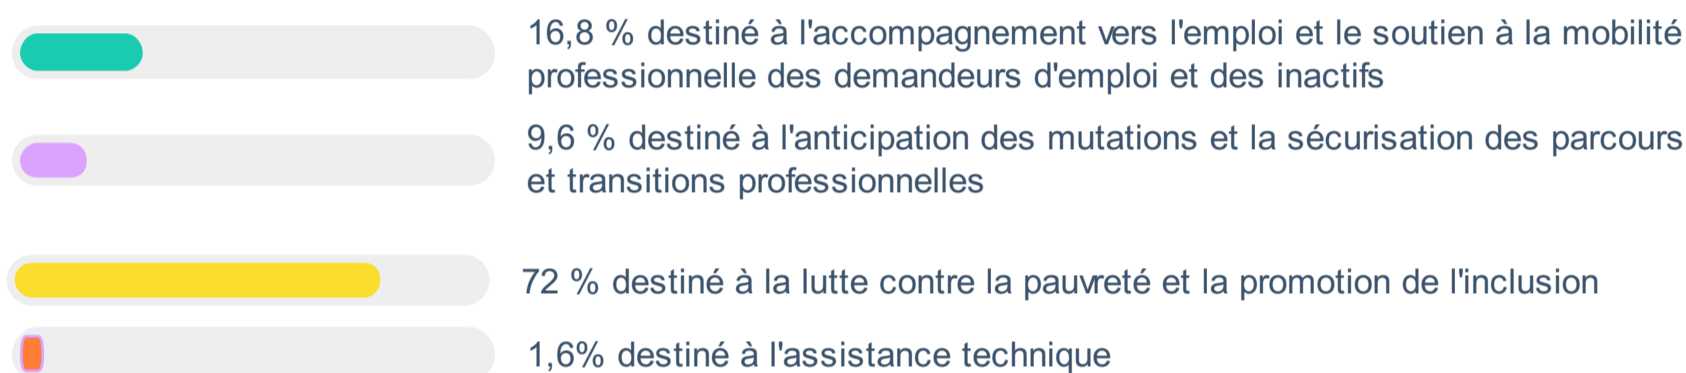 16,8 % destiné à l'accompagnement vers l'emploi et le soutien à la mobilité
professionnelle des demandeurs d'emploi et des inactifs
9,6 % destiné à l'anticipation des mutations et la sécurisation des parcours
et transitions professionnelles
72 % destiné à la lutte contre la pauvreté et la promotion de l'inclusion
1,6% destiné à l'assistance technique